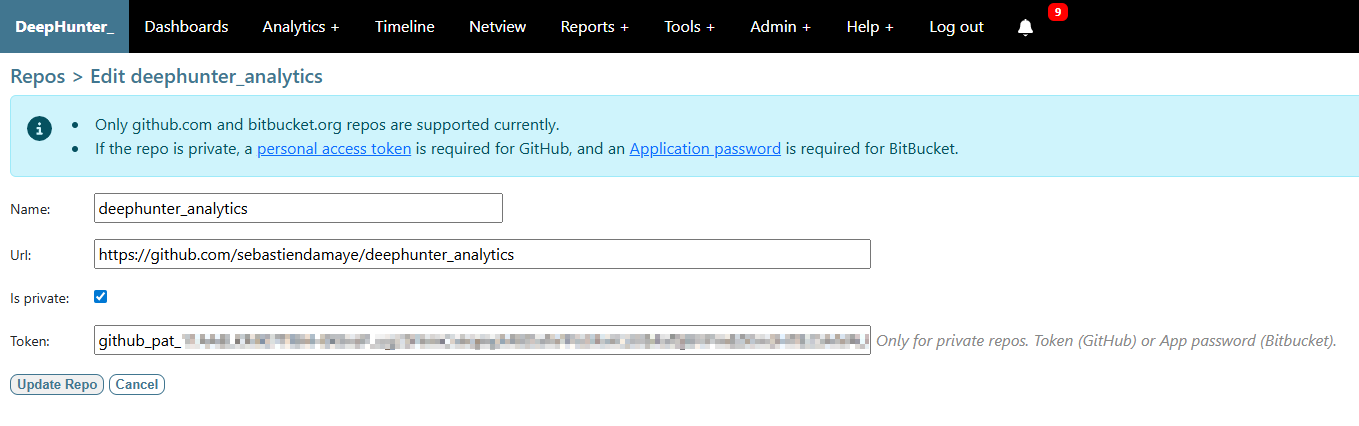 DeepHunter_ Dashboards Analytics + Timeline Netview Reports + Tools + Admin + Help + Log out 9
Repos > Edit deephunter_analytics
Only github.com and bitbucket.org repos are supported currently.
If the repo is private, a personal access token is required for GitHub, and an Application password is required for BitBucket.
Name: deephunter_analytics
Url: https://github.com/sebastiendamaye/deephunter_analytics
Is private:
Token: github_pat_ Only for private repos. Token (GitHub) or App password (Bitbucket).
Update Repo Cancel